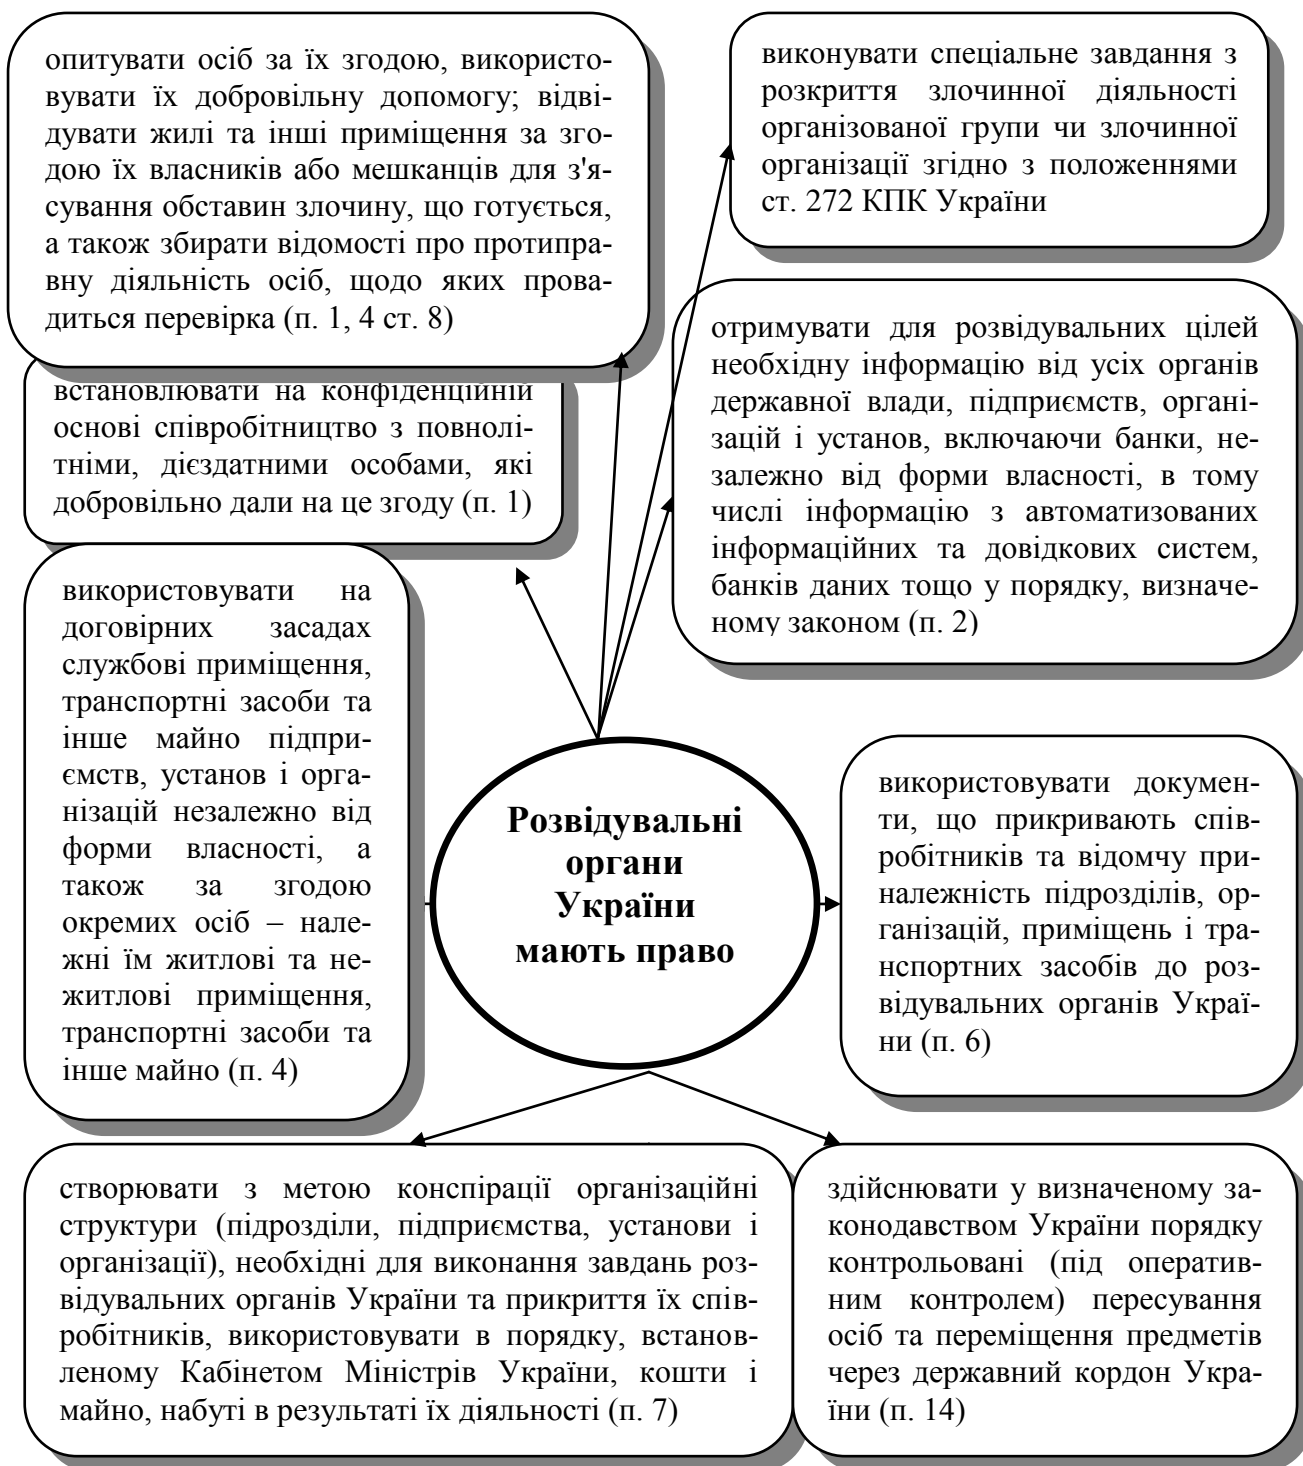 опитувати осіб за їх згодою, використо-
вувати їх добровільну допомогу; відві-
дувати жилі та інші приміщення за зго-
дою їх власників або мешканців для з'я-
сування обставин злочину, що готується,
а також збирати відомості про протипра-
вну діяльність осіб, щодо яких прова-
диться перевірка (п. 1, 4 ст. 8)
виконувати спеціальне завдання з
розкриття злочинної діяльності
організованої групи чи злочинної
організації згідно з положеннями
ст. 272 КПК України
встановлювати на конфіденційній
основі співробітництво з повнолі-
тніми, дієздатними особами, які
добровільно дали на це згоду (п. 1)
отримувати для розвідувальних цілей
необхідну інформацію від усіх органів
державної влади, підприємств, органі-
зацій і установ, включаючи банки, не-
залежно від форми власності, в тому
числі інформацію з автоматизованих
інформаційних та довідкових систем,
банків даних тощо у порядку, визначе-
ному законом (п. 2)
використовувати на
договірних засадах
службові приміщення,
транспортні засоби та
інше майно підпри-
ємств, установ і орга-
нізацій незалежно від
форми власності, а
також за згодою
окремих осіб – нале-
жні їм житлові та не-
житлові приміщення,
транспортні засоби та
інше майно (п. 4)
Розвідувальні
органи
України
мають право
використовувати докумен-
ти, що прикривають спів-
робітників та відомчу при-
належність підрозділів, ор-
ганізацій, приміщень і тра-
нспортних засобів до роз-
відувальних органів Украї-
ни (п. 6)
створювати з метою конспірації організаційні
структури (підрозділи, підприємства, установи і
організації), необхідні для виконання завдань роз-
відувальних органів України та прикриття їх спів-
робітників, використовувати в порядку, встанов-
леному Кабінетом Міністрів України, кошти і
майно, набуті в результаті їх діяльності (п. 7)
здійснювати у визначеному за-
конодавством України порядку
контрольовані (під оператив-
ним контролем) пересування
осіб та переміщення предметів
через державний кордон Укра-
їни (п. 14)